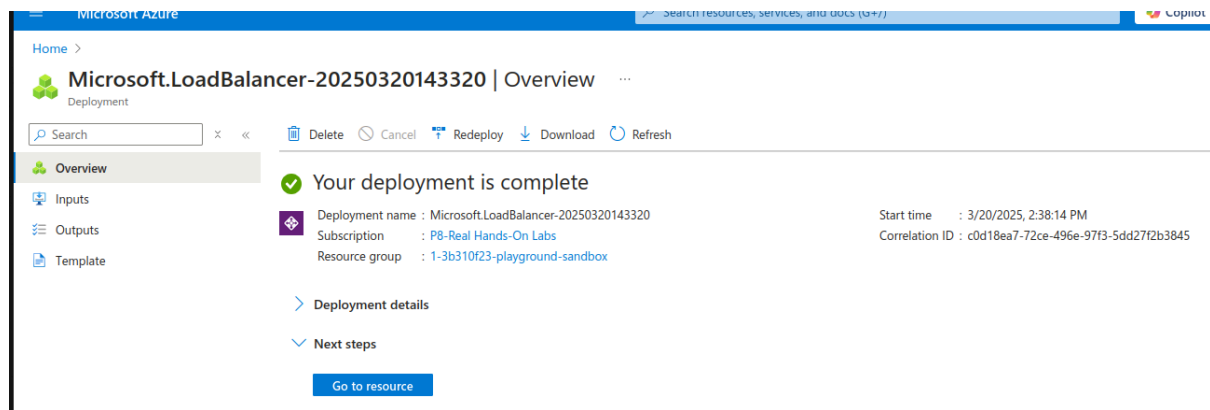 Microsoft Azure
Search resources, services, and docs (G+/)
Copilot
Home >
Microsoft.LoadBalancer-20250320143320 | Overview ...
Deployment
Search
Delete Cancel Redeploy Download Refresh
Overview
Inputs
Outputs
Template
Your deployment is complete
Deployment name : Microsoft.LoadBalancer-20250320143320
Subscription : P8-Real Hands-On Labs
Resource group : 1-3b310f23-playground-sandbox
Start time : 3/20/2025, 2:38:14 PM
Correlation ID : c0d18ea7-72ce-496e-97f3-5dd27f2b3845
Deployment details
Next steps
Go to resource